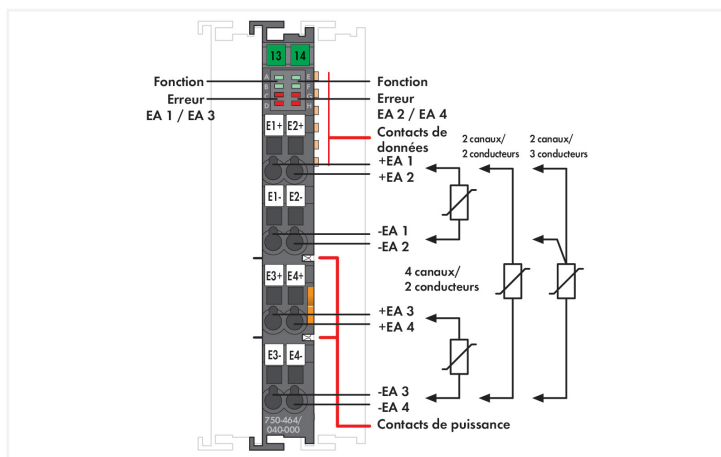 13 14
A E
B F
C G
D H
Fonction
Erreur
EA 1 / EA 3
Fonction
Erreur
EA 2 / EA 4
Contacts de
données
E1+ E2+
+EA 1
+EA 2
E1- E2-
-EA 1
-EA 2
E3+ E4+
+EA 3
+EA 4
E3- E4-
-EA 3
-EA 4
750-464/
040-000
Contacts de puissance
2 canaux/
2 conducteurs
2 canaux/
3 conducteurs
4 canaux/
2 conducteurs